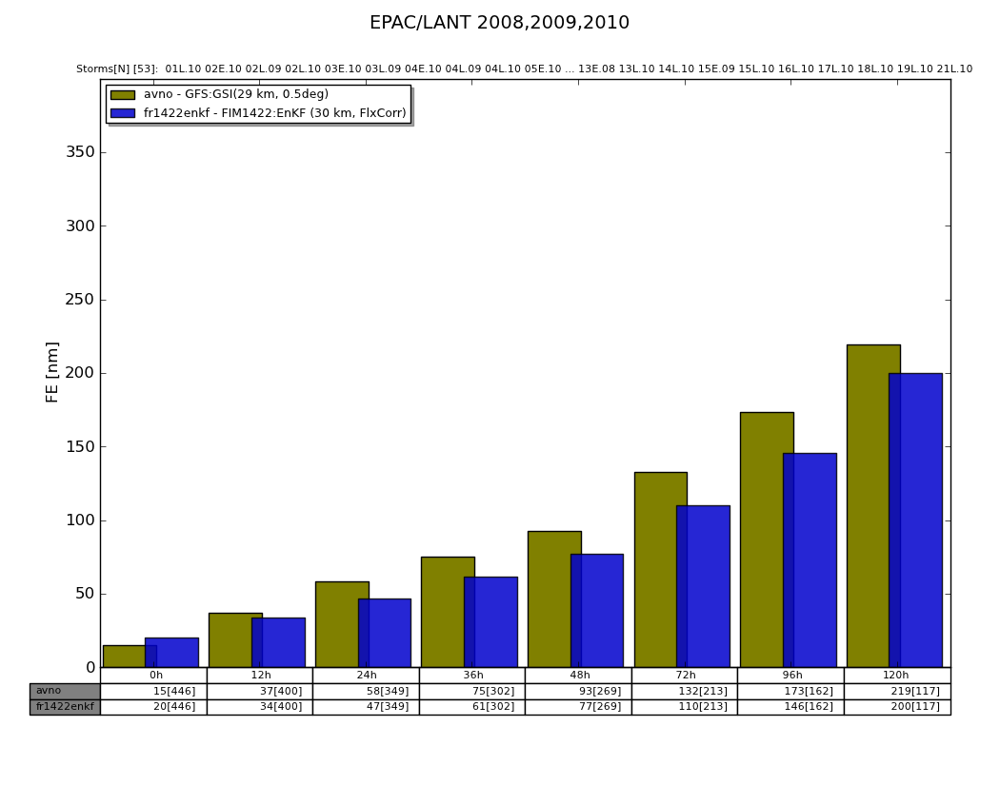 EPAC/LANT 2008,2009,2010
Storms[N] [53]:  01L.10 02E.10 02L.09 02L.10 03E.10 03L.09 04E.10 04L.09 04L.10 05E.10 ... 13E.08 13L.10 14L.10 15E.09 15L.10 16L.10 17L.10 18L.10 19L.10 21L.10
avno - GFS:GSI(29 km, 0.5deg)
fr1422enkf - FIM1422:EnKF (30 km, FlxCorr)
350
300
250
200
150
100
50
0
FE [nm]
0h 12h 24h 36h 48h 72h 96h 120h
avno 15[446] 37[400] 58[349] 75[302] 93[269] 132[213] 173[162] 219[117]
fr1422enkf 20[446] 34[400] 47[349] 61[302] 77[269] 110[213] 146[162] 200[117]